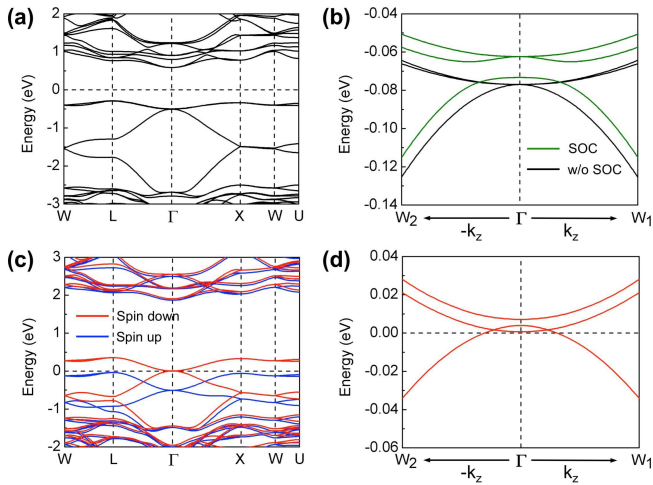 (a)
Energy (eV)
2
1
0
-1
-2
-3
W L Γ X W U
(b)
Energy (eV)
-0.04
-0.06
-0.08
-0.10
-0.12
-0.14
SOC
w/o SOC
W2 Γ W1
-kz kz
(c)
Energy (eV)
3
2
1
0
-1
-2
Spin down
Spin up
W L Γ X W U
(d)
Energy (eV)
0.04
0.02
0.00
-0.02
-0.04
-0.06
W2 Γ W1
-kz kz